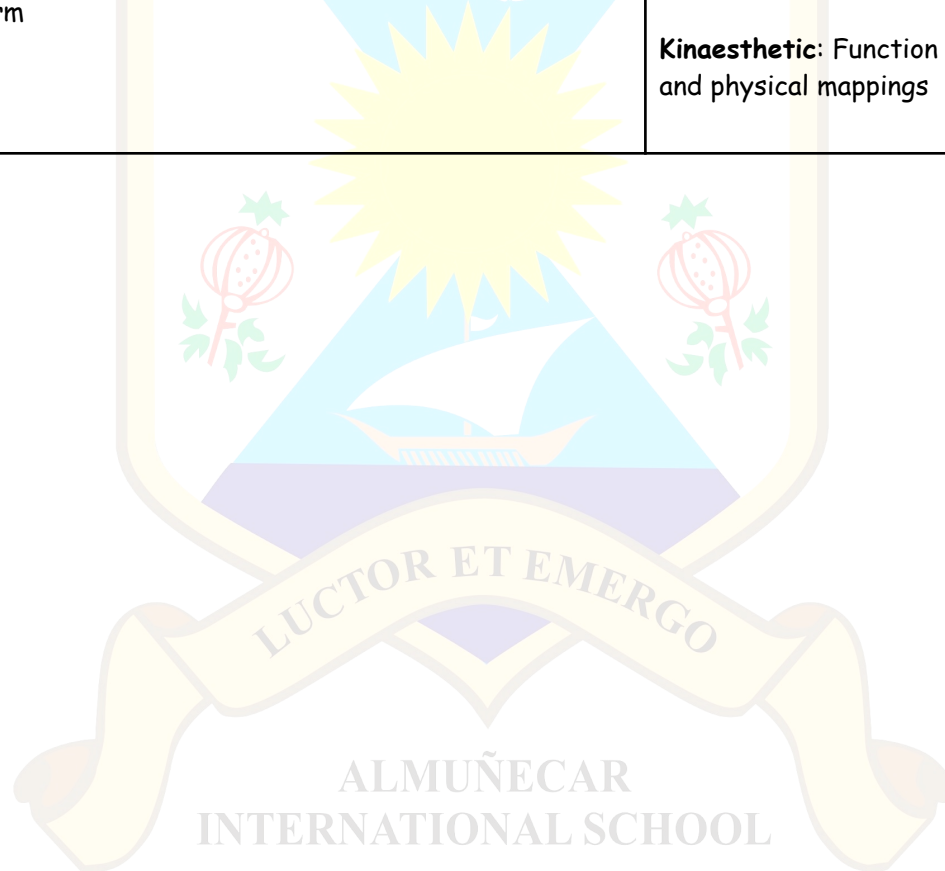 rm
Kinaesthetic: Function
and physical mappings
LUCTOR ET EMERGO
ALMUÑECAR
INTERNATIONAL SCHOOL